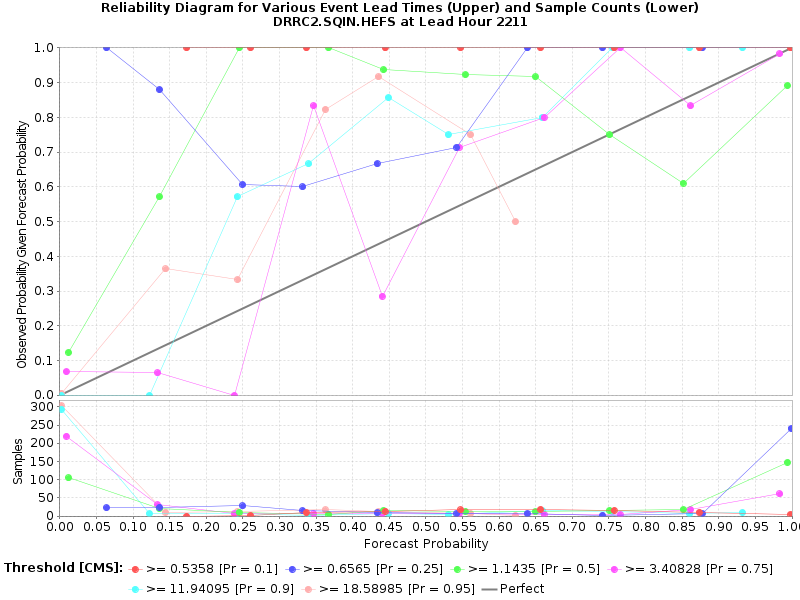 Reliability Diagram for Various Event Lead Times (Upper) and Sample Counts (Lower)
DRRC2.SQIN.HEFS at Lead Hour 2211
Observed Probability Given Forecast Probability
1.0
0.9
0.8
0.7
0.6
0.5
0.4
0.3
0.2
0.1
0.0
Samples
300
250
200
150
100
50
0
0.00 0.05 0.10 0.15 0.20 0.25 0.30 0.35 0.40 0.45 0.50 0.55 0.60 0.65 0.70 0.75 0.80 0.85 0.90 0.95 1.0
Forecast Probability
Threshold [CMS]: >= 0.5358 [Pr = 0.1] >= 0.6565 [Pr = 0.25] >= 1.1435 [Pr = 0.5] >= 3.40828 [Pr = 0.75]
>= 11.94095 [Pr = 0.9] >= 18.58985 [Pr = 0.95] Perfect